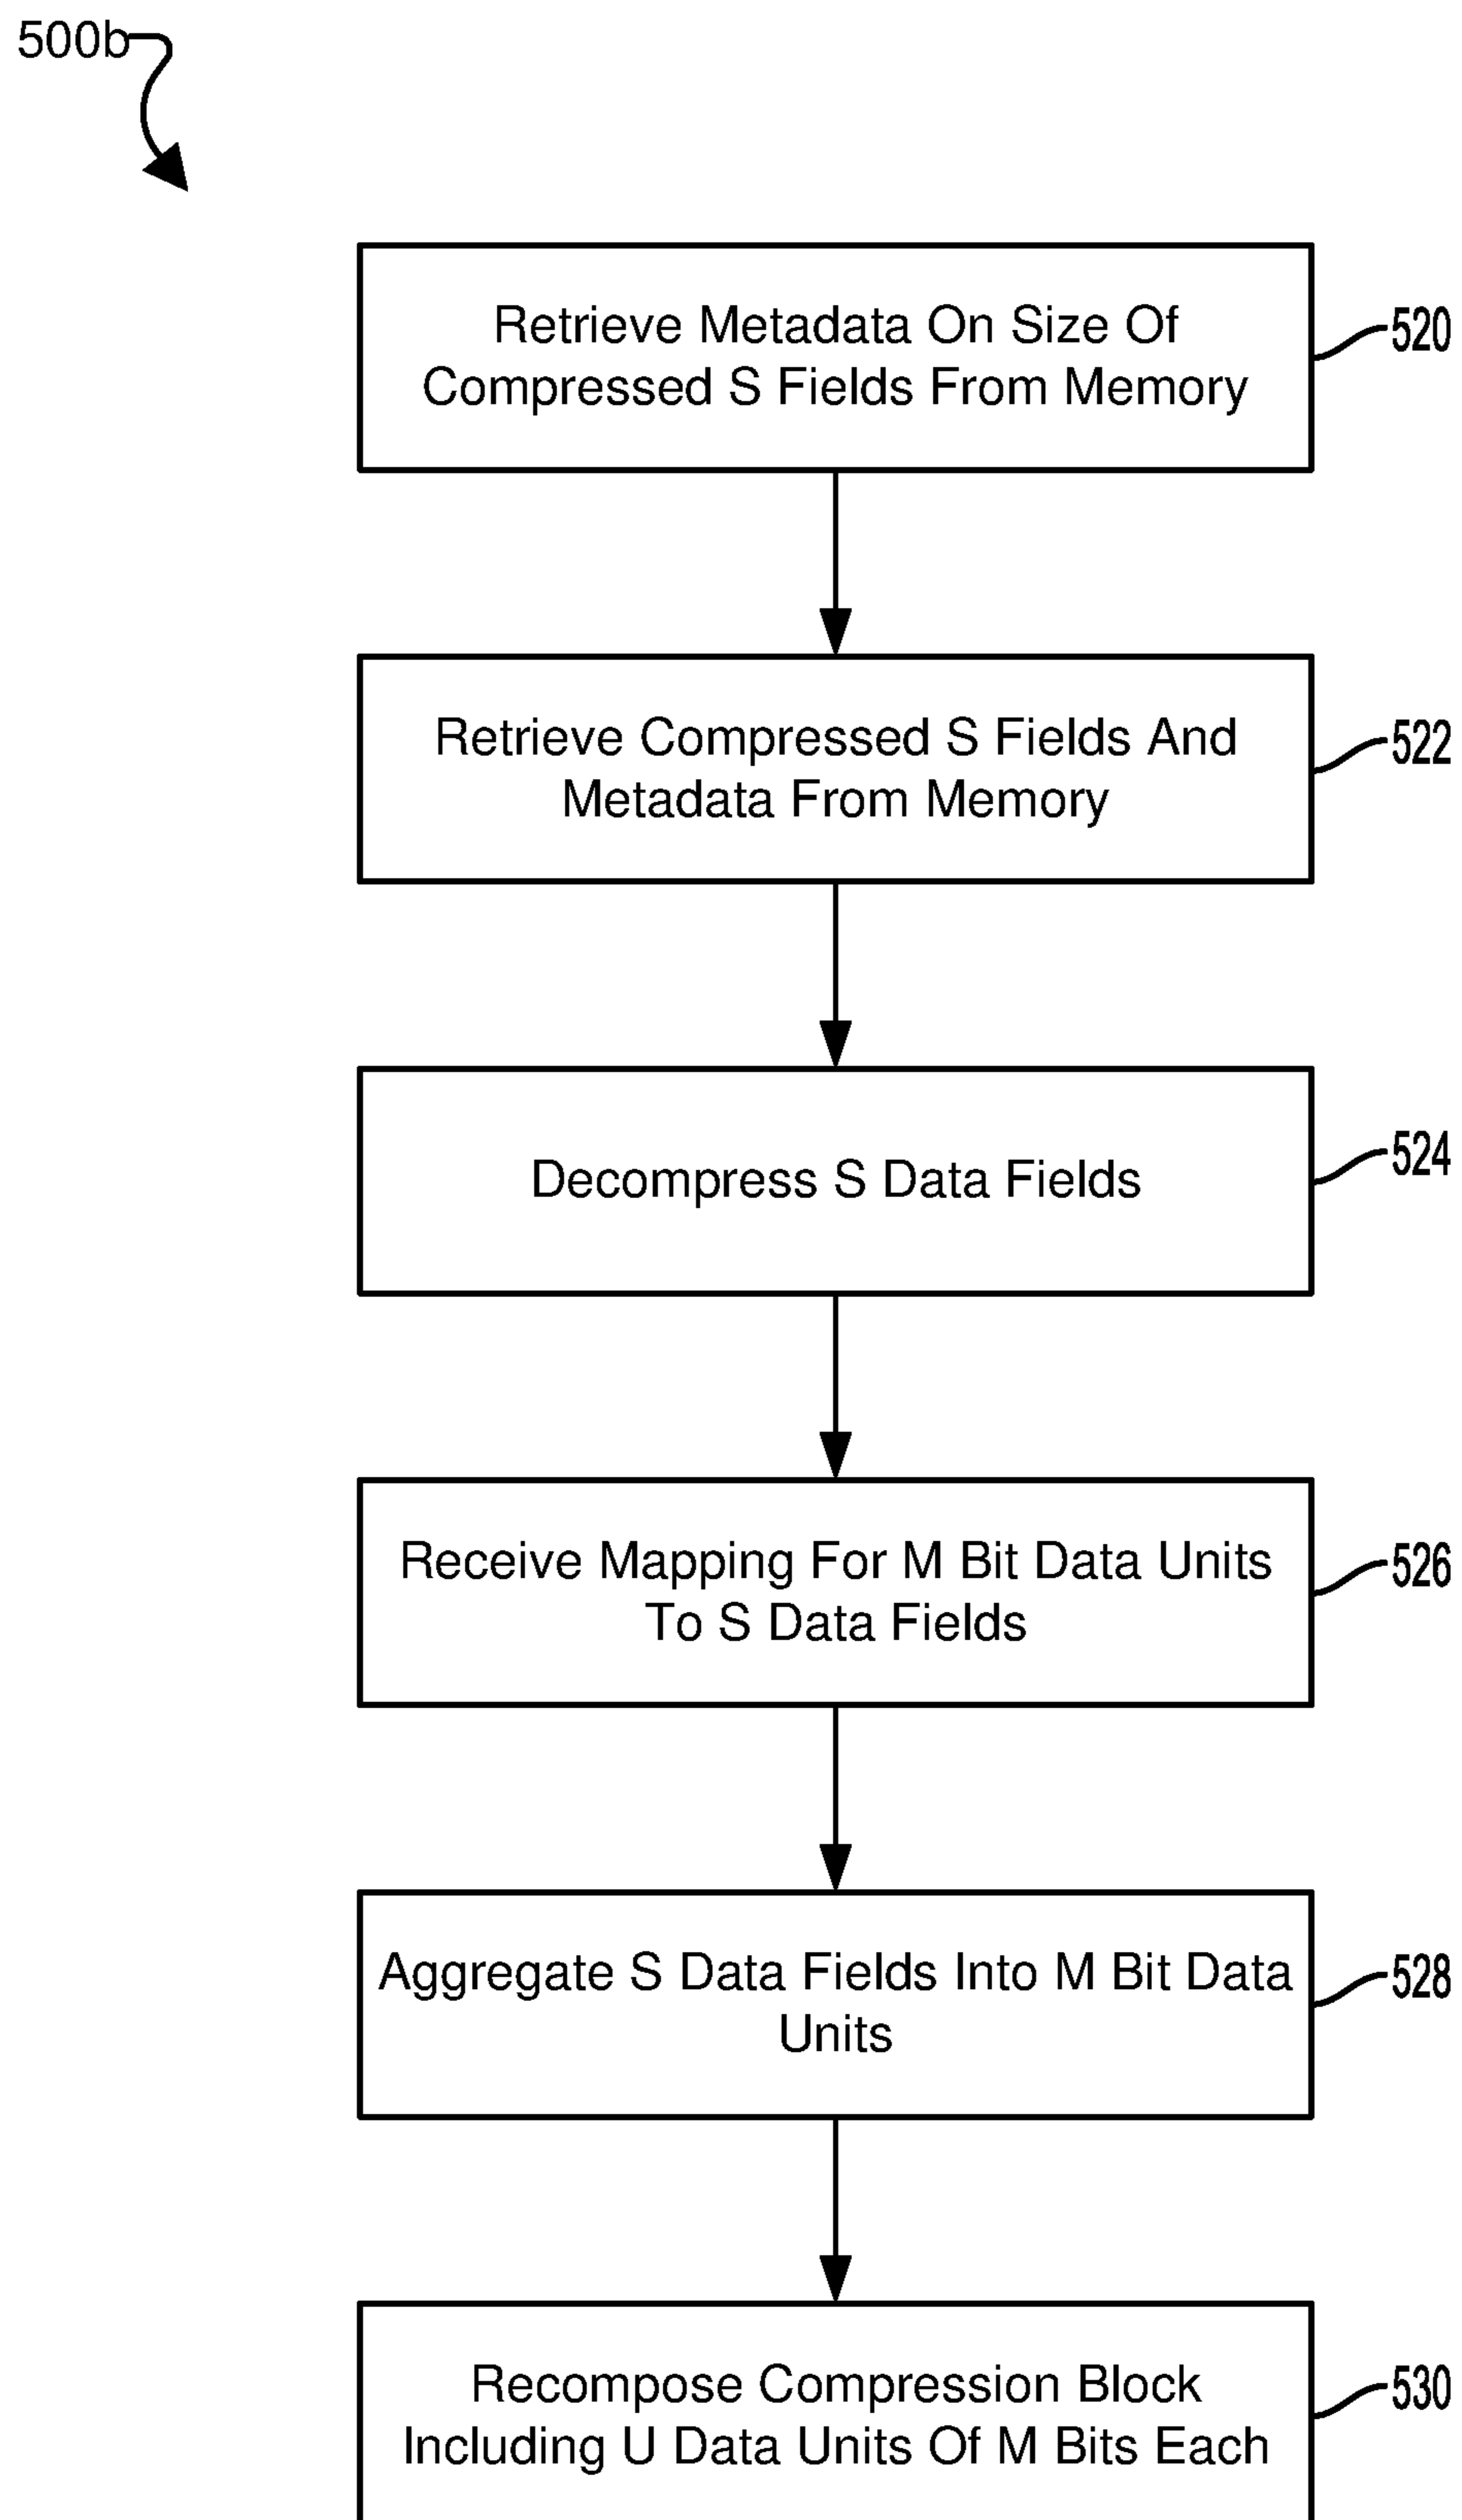 500b
Retrieve Metadata On Size Of
Compressed S Fields From Memory
520
Retrieve Compressed S Fields And
Metadata From Memory
522
Decompress S Data Fields
524
Receive Mapping For M Bit Data Units
To S Data Fields
526
Aggregate S Data Fields Into M Bit Data
Units
528
Recompose Compression Block
Including U Data Units Of M Bits Each
530